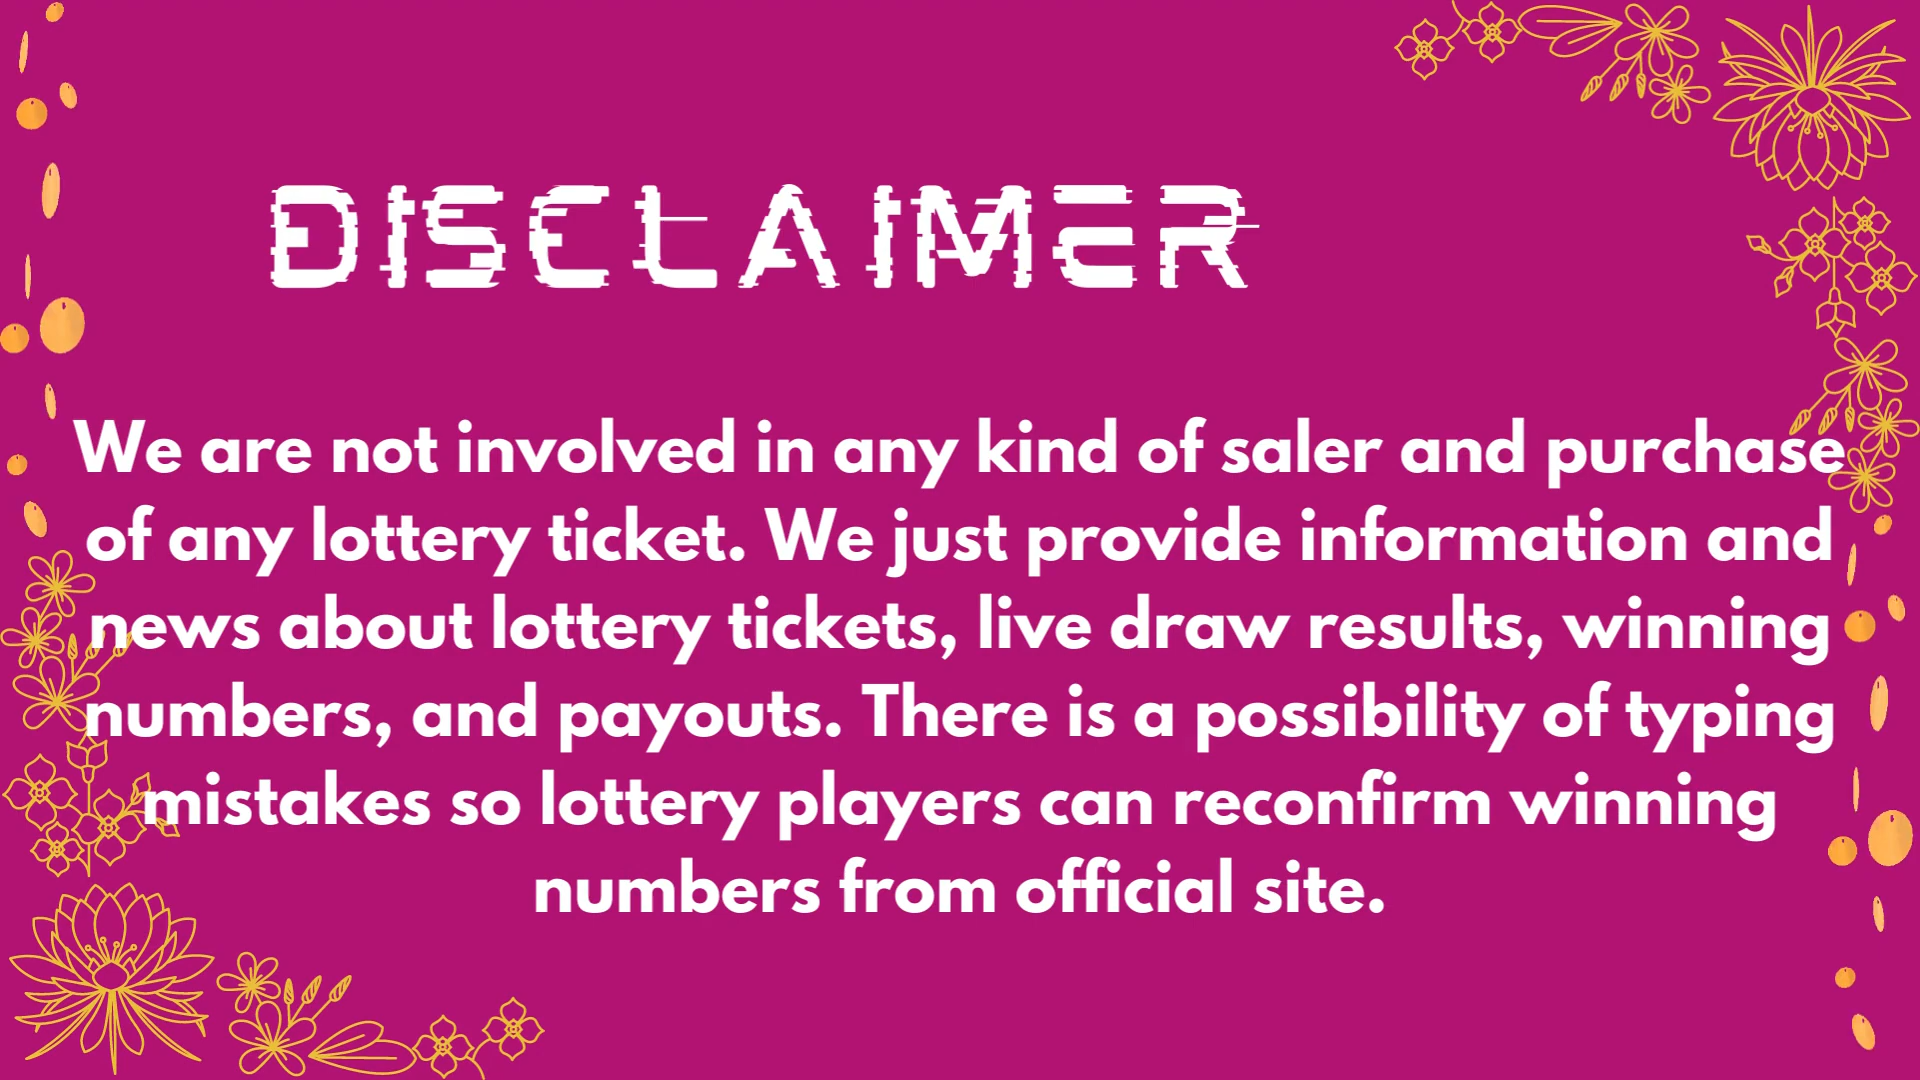 DISCLAIMER
We are not involved in any kind of saler and purchase
of any lottery ticket. We just provide information and
news about lottery tickets, live draw results, winning
numbers, and payouts. There is a possibility of typing
mistakes so lottery players can reconfirm winning
numbers from official site.